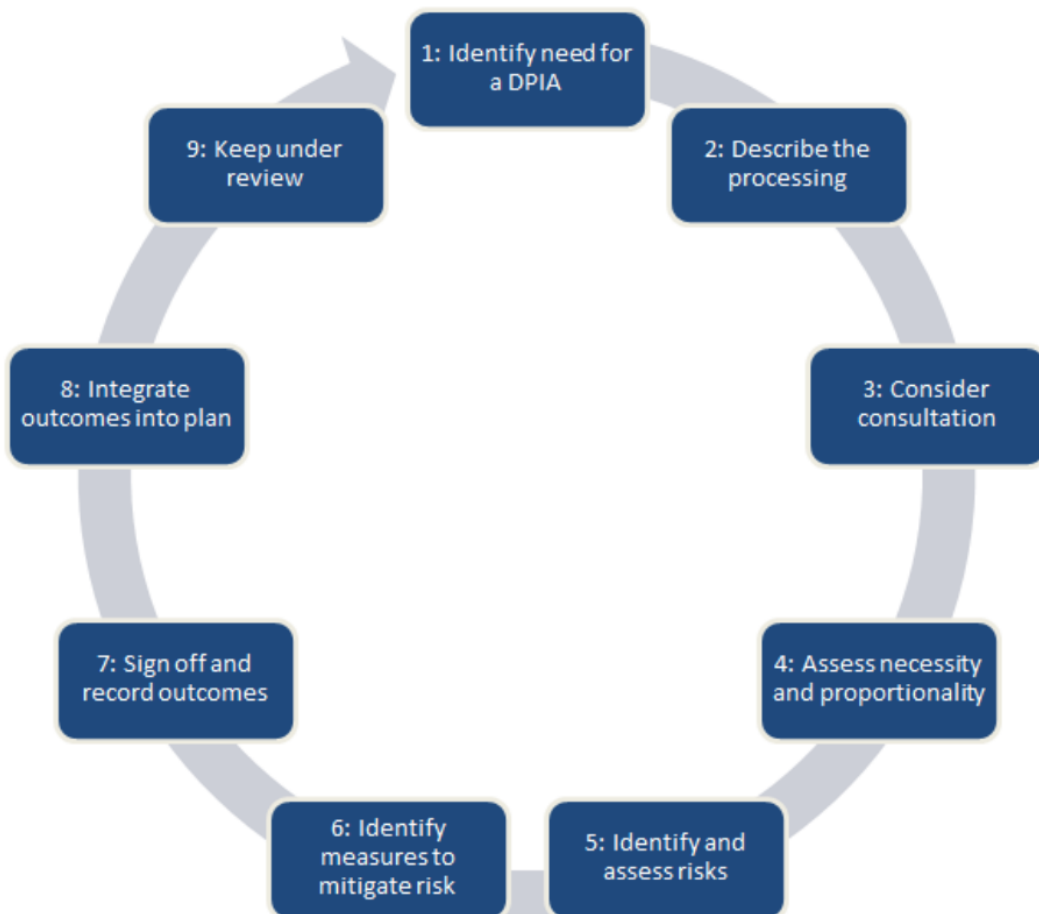 1: Identify need for
a DPIA
2: Describe the
processing
3: Consider
consultation
4: Assess necessity
and proportionality
5: Identify and
assess risks
6: Identify
measures to
mitigate risk
7: Sign off and
record outcomes
8: Integrate
outcomes into plan
9: Keep under
review